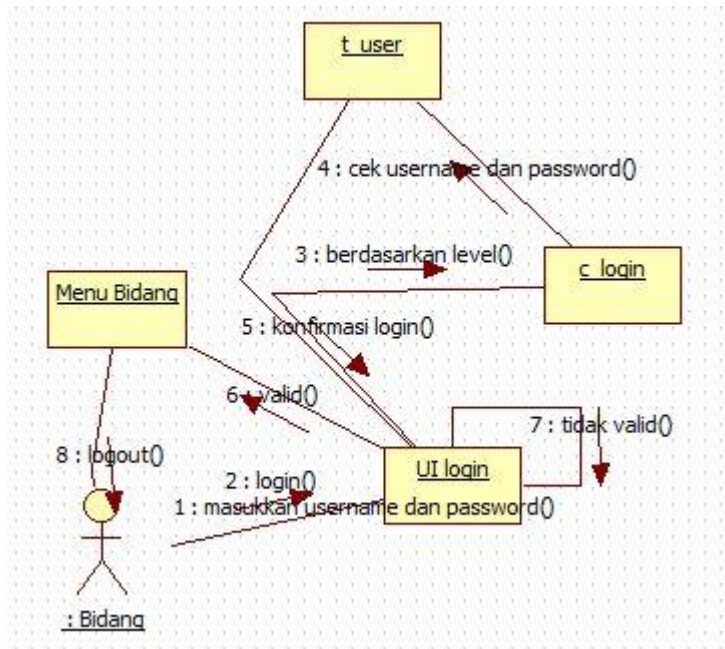 t_user
4 : cek username dan password()
3 : berdasarkan level()
c_login
Menu Bidang
5 : konfirmasi login()
6 : valid()
7 : tidak valid()
8 : logout()
UI login
2 : login()
1 : masukkan username dan password()
: Bidang